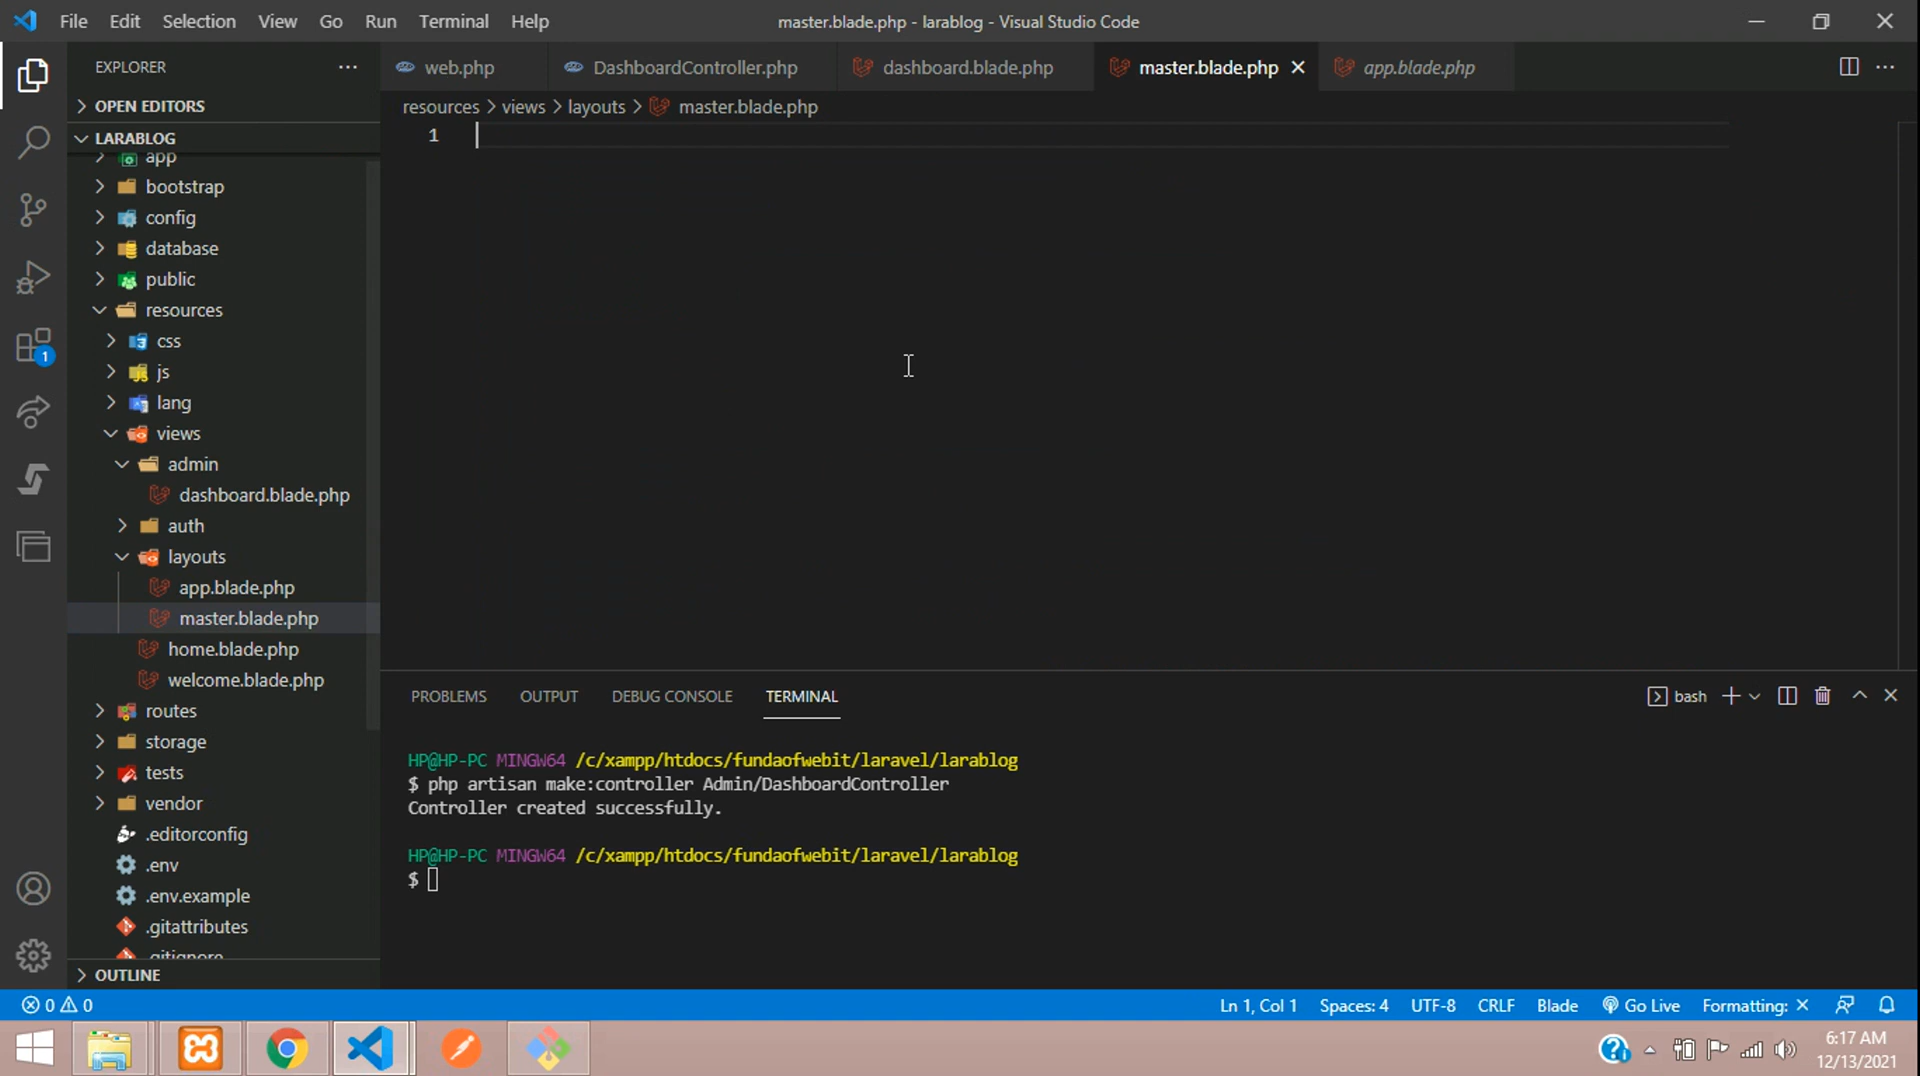 File Edit Selection View Go Run Terminal Help
master.blade.php - larablog - Visual Studio Code
EXPLORER
web.php
DashboardController.php
dashboard.blade.php
master.blade.php
app.blade.php
OPEN EDITORS
resources > views > layouts > master.blade.php
LARABLOG
1
app
bootstrap
config
database
public
resources
css
js
lang
views
admin
dashboard.blade.php
auth
layouts
app.blade.php
master.blade.php
home.blade.php
welcome.blade.php
routes
storage
tests
vendor
.editorconfig
.env
.env.example
.gitattributes
.gitignore
OUTLINE
1
PROBLEMS OUTPUT DEBUG CONSOLE TERMINAL
bash
HP@HP-PC MINGW64 /c/xampp/htdocs/fundaofwebit/laravel/larablog
$ php artisan make:controller Admin/DashboardController
Controller created successfully.
HP@HP-PC MINGW64 /c/xampp/htdocs/fundaofwebit/laravel/larablog
$
0 0
Ln 1, Col 1 Spaces: 4 UTF-8 CRLF Blade Go Live Formatting: ×
6:17 AM
12/13/2021